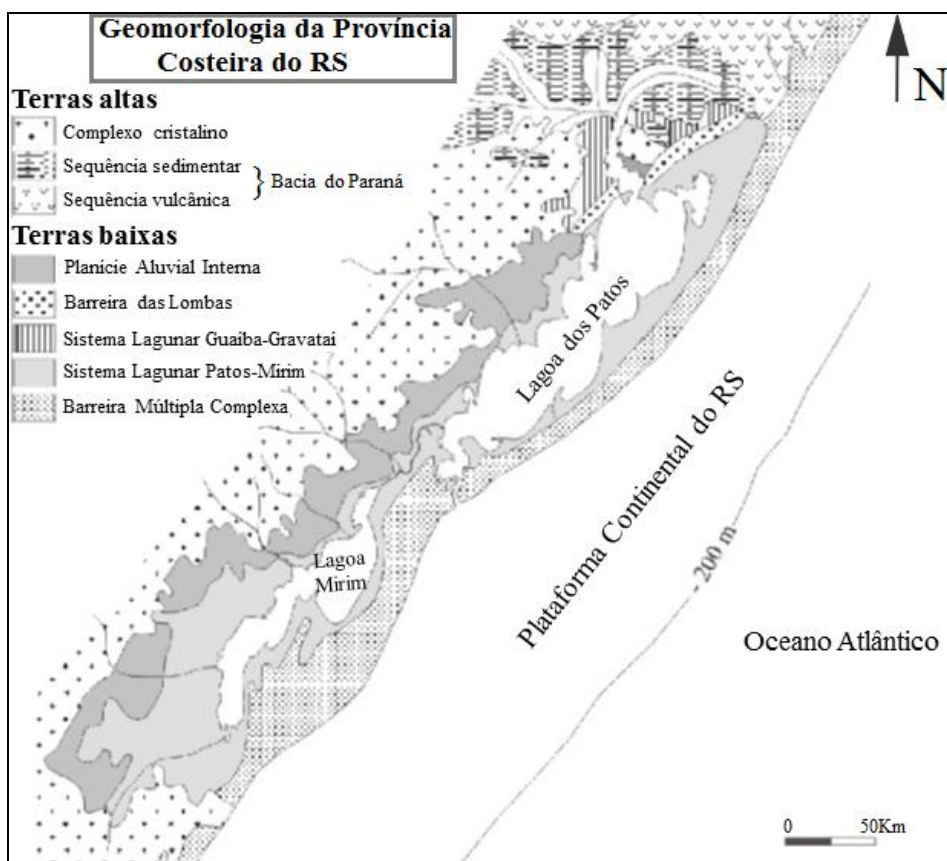 Geomorfologia da Província
Costeira do RS
N
Terras altas
Complexo cristalino
Sequência sedimentar
Sequência vulcânica
Bacia do Paraná
Terras baixas
Planície Aluvial Interna
Barreira das Lombas
Sistema Lagunar Guaíba-Gravataí
Sistema Lagunar Patos-Mirim
Barreira Múltipla Complexa
Lagoa dos Patos
Lagoa
Mirim
Plataforma Continental do RS
- 200 m
Oceano Atlântico
0 50Km